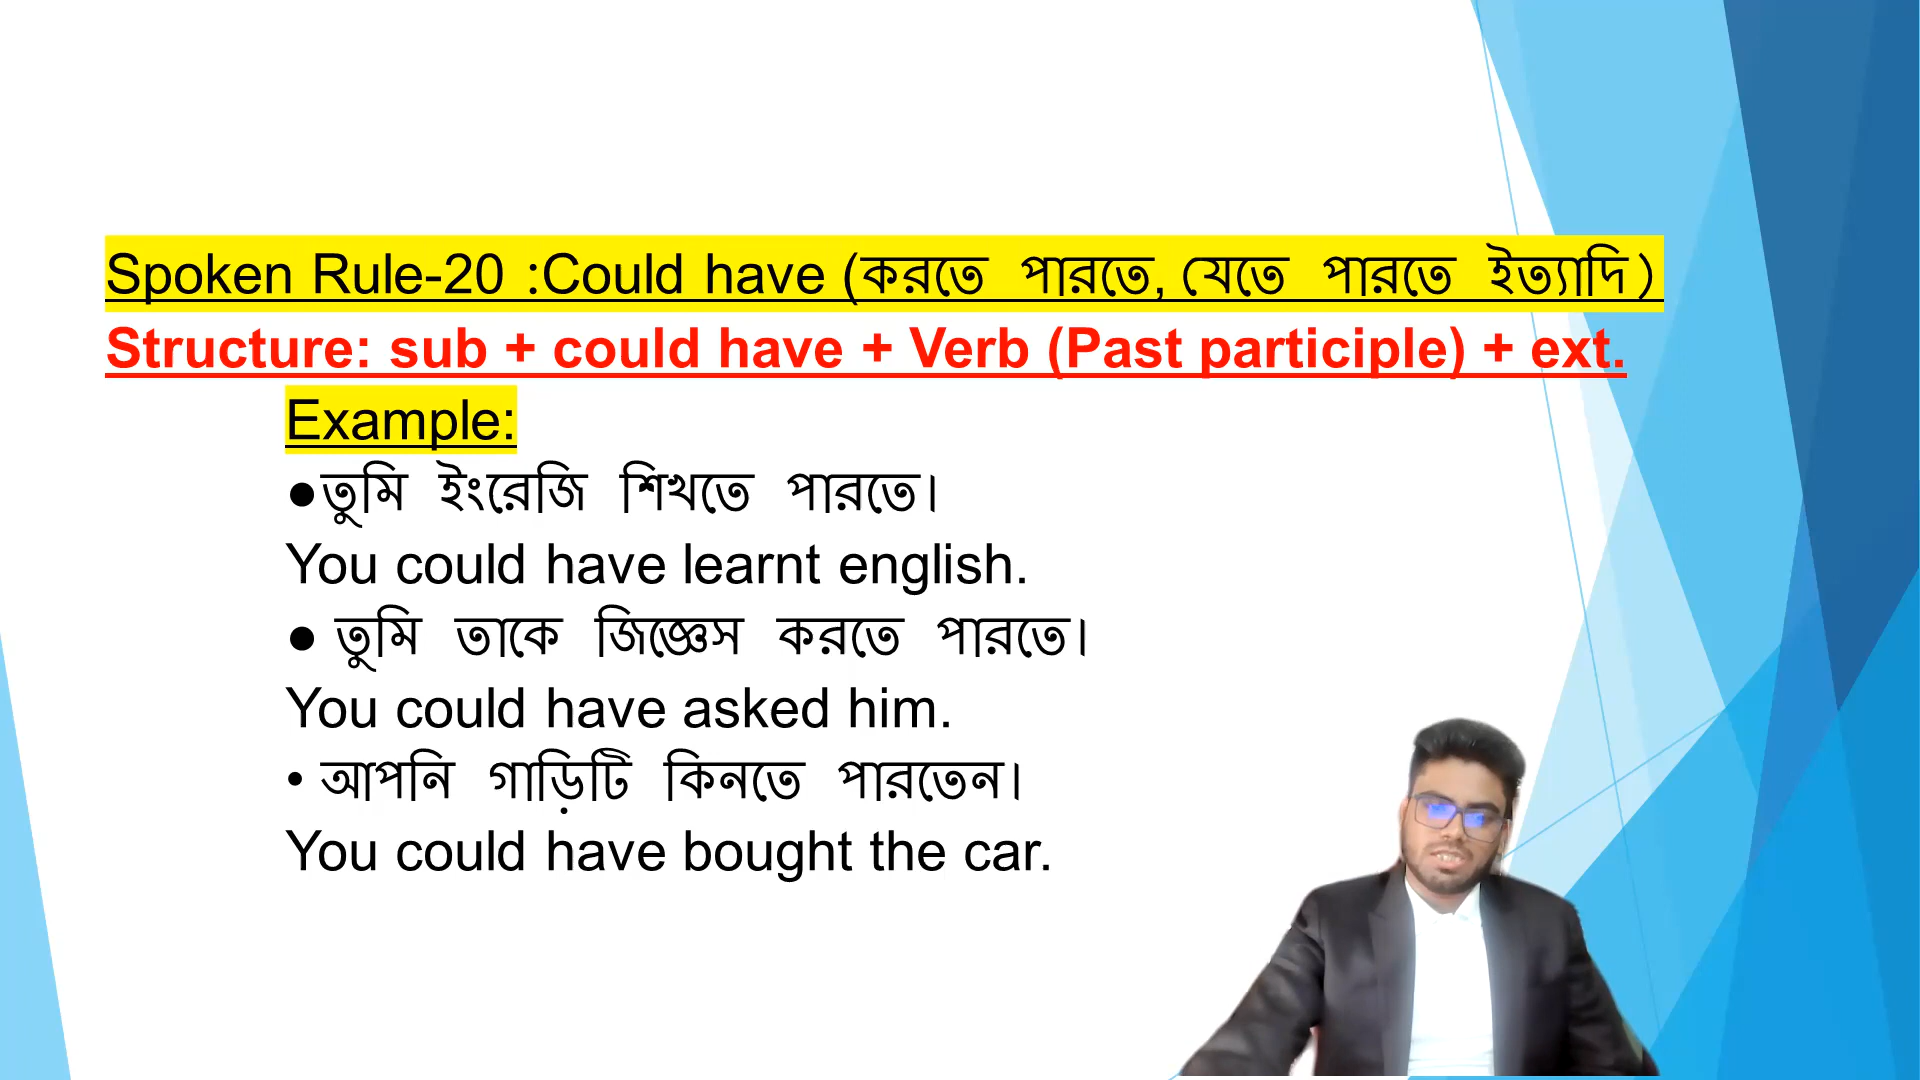 Spoken Rule-20 :Could have (করতে পারতে, যেতে পারতে ইত্যাদি)
Structure: sub + could have + Verb (Past participle) + ext.
Example:
●তুমি ইংরেজি শিখতে পারতে।
You could have learnt english.
● তুমি তাকে জিজ্ঞেস করতে পারতে।
You could have asked him.
• আপনি গাড়িটি কিনতে পারতেন।
You could have bought the car.